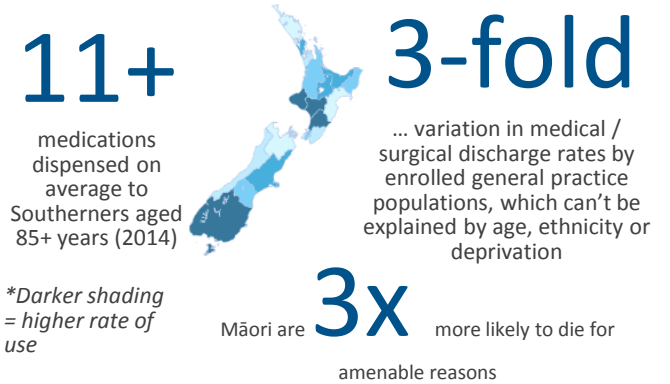 11+
medications
dispensed on
average to
Southerners aged
85+ years (2014)
*Darker shading
= higher rate of
use
3-fold
… variation in medical /
surgical discharge rates by
enrolled general practice
populations, which can’t be
explained by age, ethnicity or
deprivation
Māori are 3x more likely to die for
amenable reasons